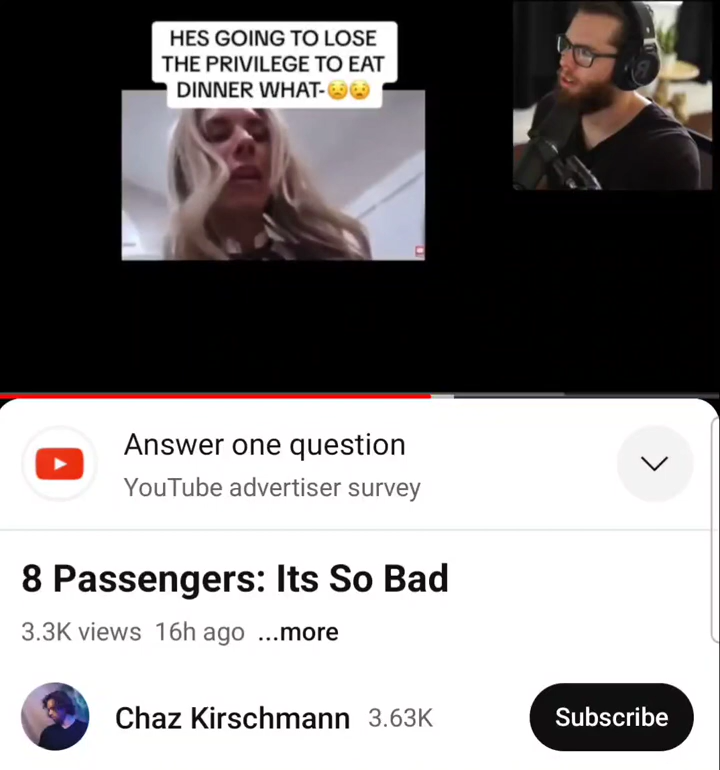 HES GOING TO LOSE
THE PRIVILEGE TO EAT
DINNER WHAT-😟😟
Answer one question
YouTube advertiser survey
8 Passengers: Its So Bad
3.3K views 16h ago ...more
Chaz Kirschmann 3.63K
Subscribe